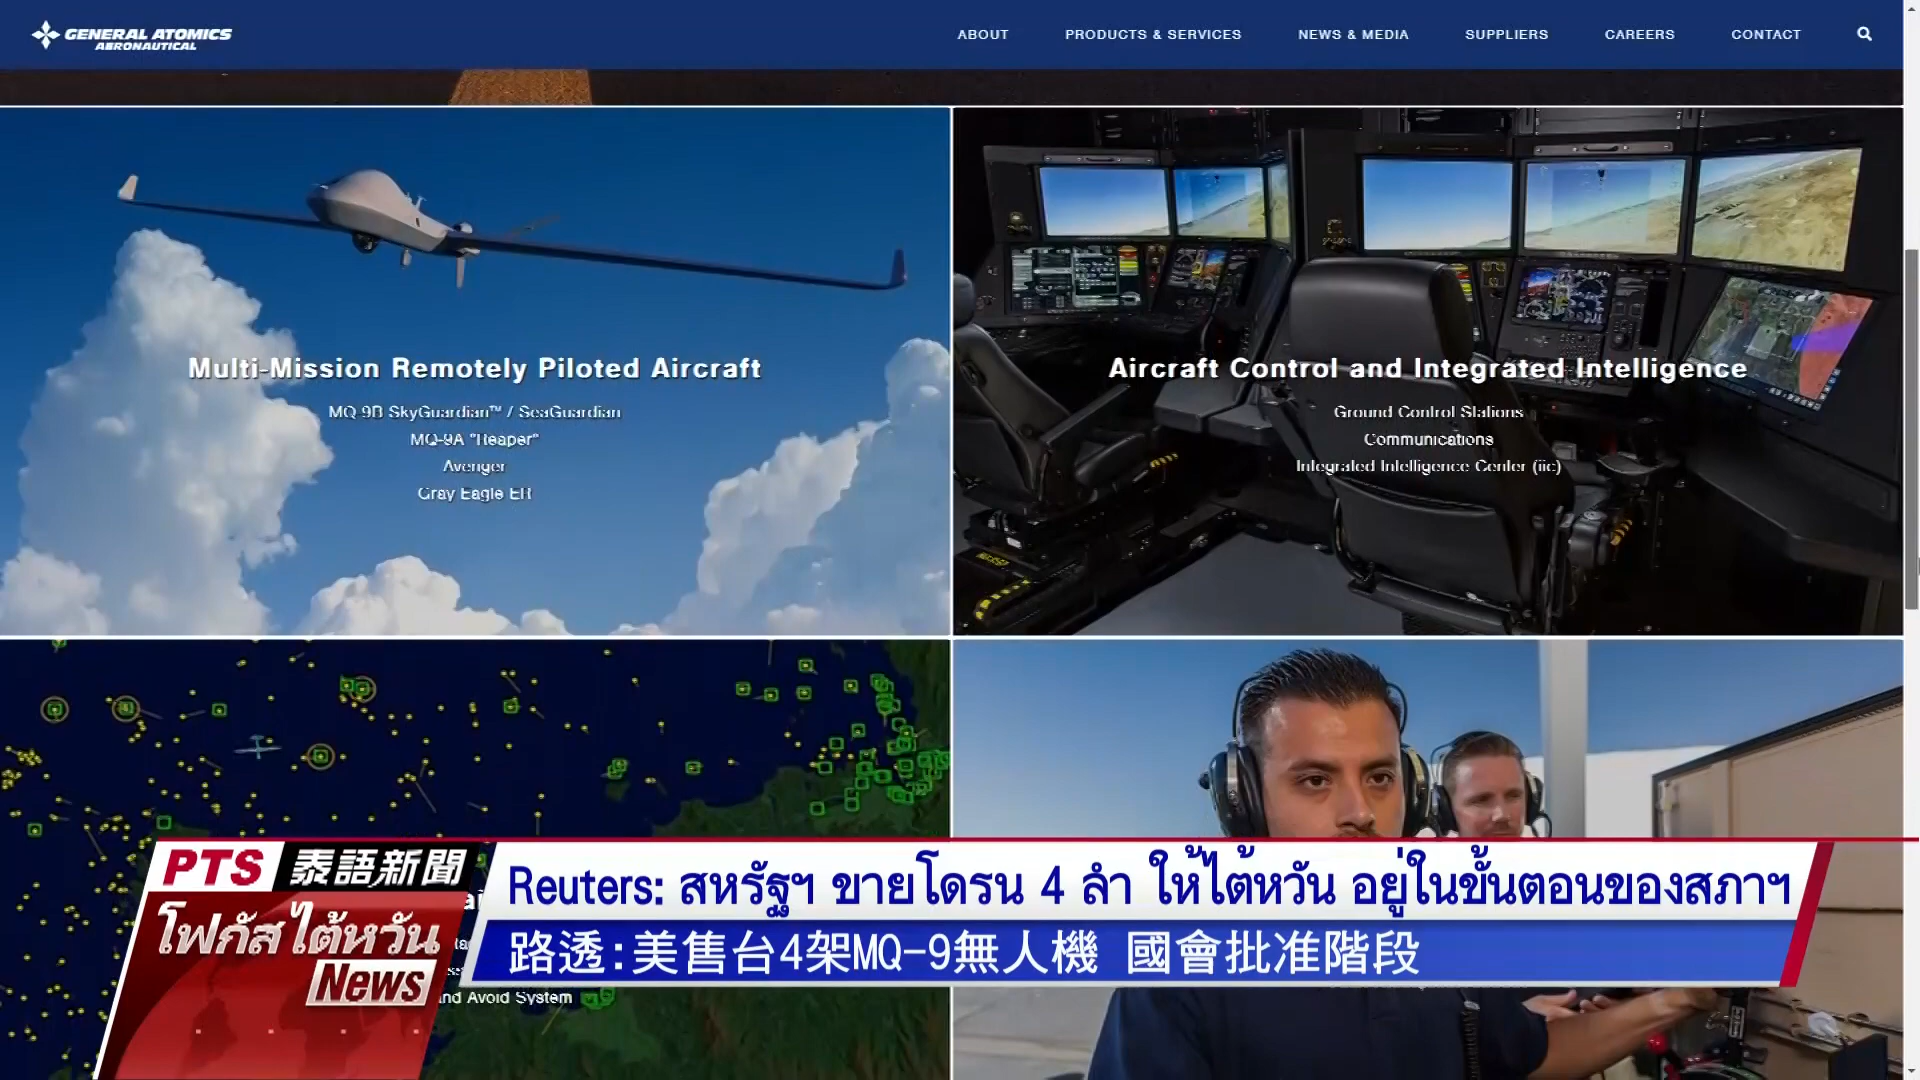 GENERAL ATOMICS
AERONAUTICAL
ABOUT
PRODUCTS & SERVICES
NEWS & MEDIA
SUPPLIERS
CAREERS
CONTACT
Multi-Mission Remotely Piloted Aircraft
MQ-9B SkyGuardian™ / SeaGuardian
MQ-9A "Reaper"
Avenger
Gray Eagle ER
Aircraft Control and Integrated Intelligence
Ground Control Stations
Communications
Integrated Intelligence Center (iic)
PTS 泰語新聞
โฟกัสไต้หวัน
News
Reuters: สหรัฐฯ ขายโดรน 4 ลำ ให้ไต้หวัน อยู่ในขั้นตอนของสภาฯ
路透:美售台4架MQ-9無人機 國會批准階段
nd Avoid System